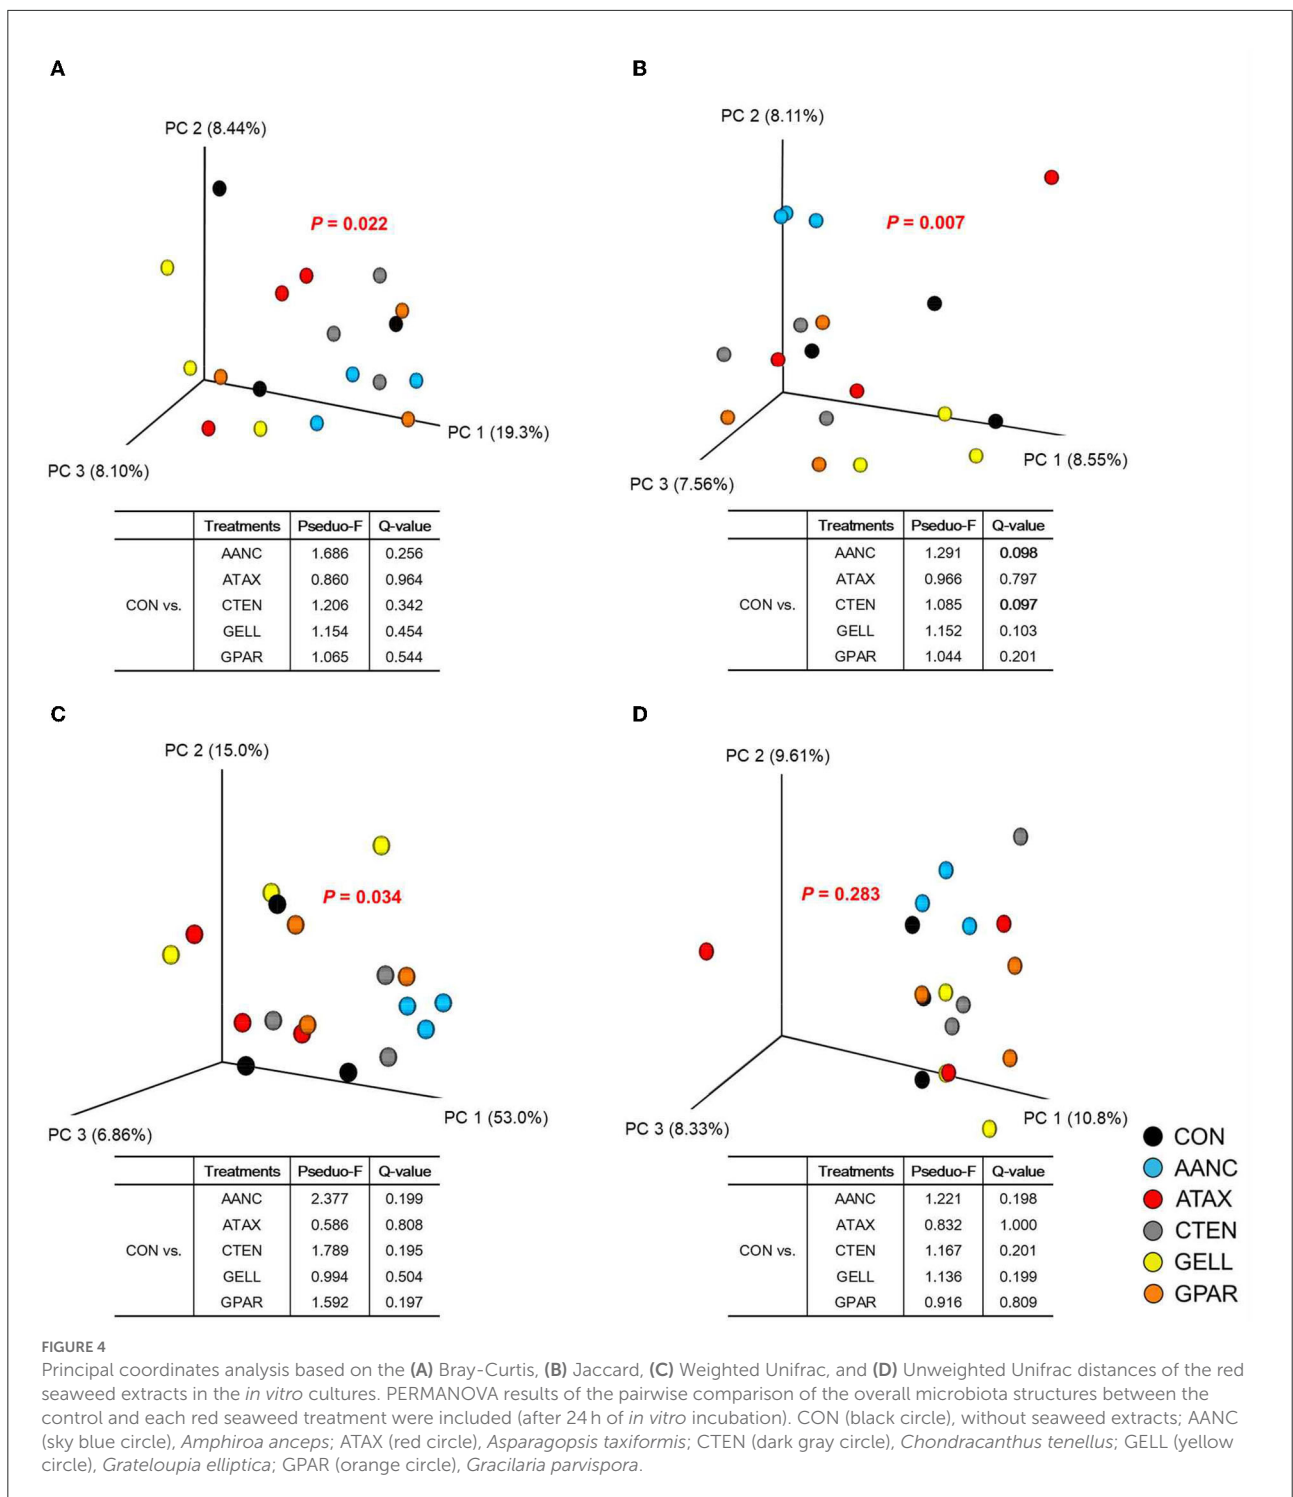 A
PC 2 (8.44%)
P = 0.022
PC 1 (19.3%)
PC 3 (8.10%)
Treatments Pseduo-F Q-value
AANC 1.686 0.256
ATAX 0.860 0.964
CON vs. CTEN 1.206 0.342
GELL 1.154 0.454
GPAR 1.065 0.544
B
PC 2 (8.11%)
P = 0.007
PC 1 (8.55%)
PC 3 (7.56%)
Treatments Pseduo-F Q-value
AANC 1.291 0.098
ATAX 0.966 0.797
CON vs. CTEN 1.085 0.097
GELL 1.152 0.103
GPAR 1.044 0.201
C
PC 2 (15.0%)
P = 0.034
PC 1 (53.0%)
PC 3 (6.86%)
Treatments Pseduo-F Q-value
AANC 2.377 0.199
ATAX 0.586 0.808
CON vs. CTEN 1.789 0.195
GELL 0.994 0.504
GPAR 1.592 0.197
D
PC 2 (9.61%)
P = 0.283
PC 1 (10.8%)
PC 3 (8.33%)
Treatments Pseduo-F Q-value
AANC 1.221 0.198
ATAX 0.832 1.000
CON vs. CTEN 1.167 0.201
GELL 1.136 0.199
GPAR 0.916 0.809
CON
AANC
ATAX
CTEN
GELL
GPAR
FIGURE 4
Principal coordinates analysis based on the (A) Bray-Curtis, (B) Jaccard, (C) Weighted Unifrac, and (D) Unweighted Unifrac distances of the red
seaweed extracts in the in vitro cultures. PERMANOVA results of the pairwise comparison of the overall microbiota structures between the
control and each red seaweed treatment were included (after 24 h of in vitro incubation). CON (black circle), without seaweed extracts; AANC
(sky blue circle), Amphiroa anceps; ATAX (red circle), Asparagopsis taxiformis; CTEN (dark gray circle), Chondracanthus tenellus; GELL (yellow
circle), Grateloupia elliptica; GPAR (orange circle), Gracilaria parvispora.